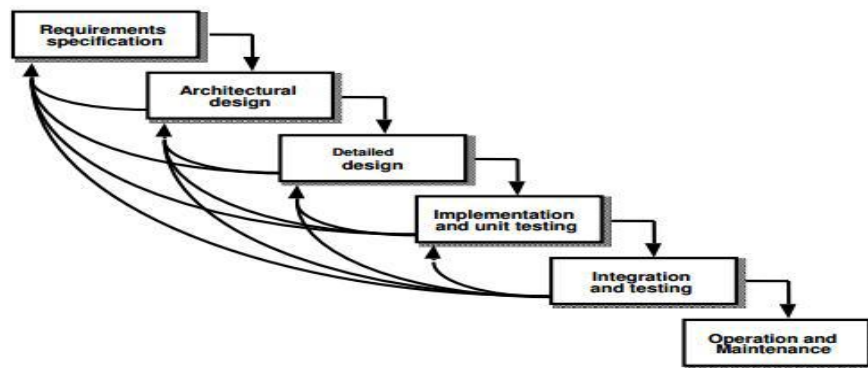 Requirements
specification
Architectural
design
Detailed
design
Implementation
and unit testing
Integration
and testing
Operation and
Maintenance